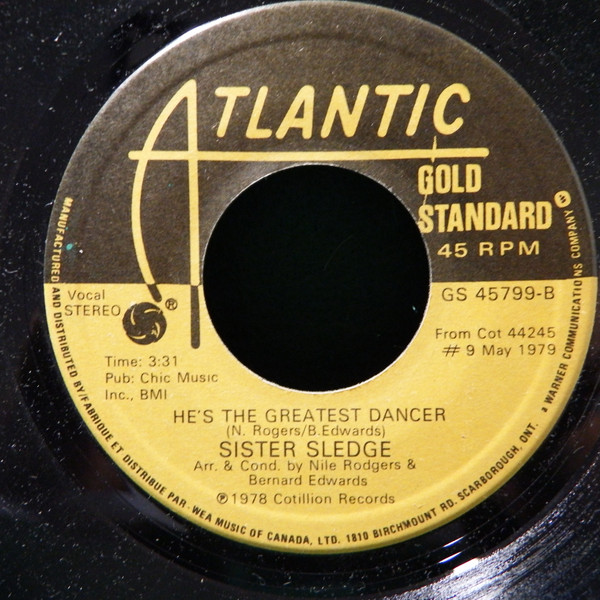 ATLANTIC
GOLD
STANDARD
45 RPM
Vocal
STEREO
®
GS 45799-B
From Cot 44245
# 9 May 1979
Time: 3:31
Pub: Chic Music
Inc., BMI
HE'S THE GREATEST DANCER
(N. Rogers/B.Edwards)
SISTER SLEDGE
Arr. & Cond. by Nile Rodgers &
Bernard Edwards
℗1978 Cotillion Records
MANUFACTURED AND DISTRIBUTED BY/FABRIQUE ET DISTRIBUE PAR WEA MUSIC OF CANADA, LTD. 1810 BIRCHMOUNT RD. SCARBOROUGH, ONT. a WARNER COMMUNICATIONS COMPANY